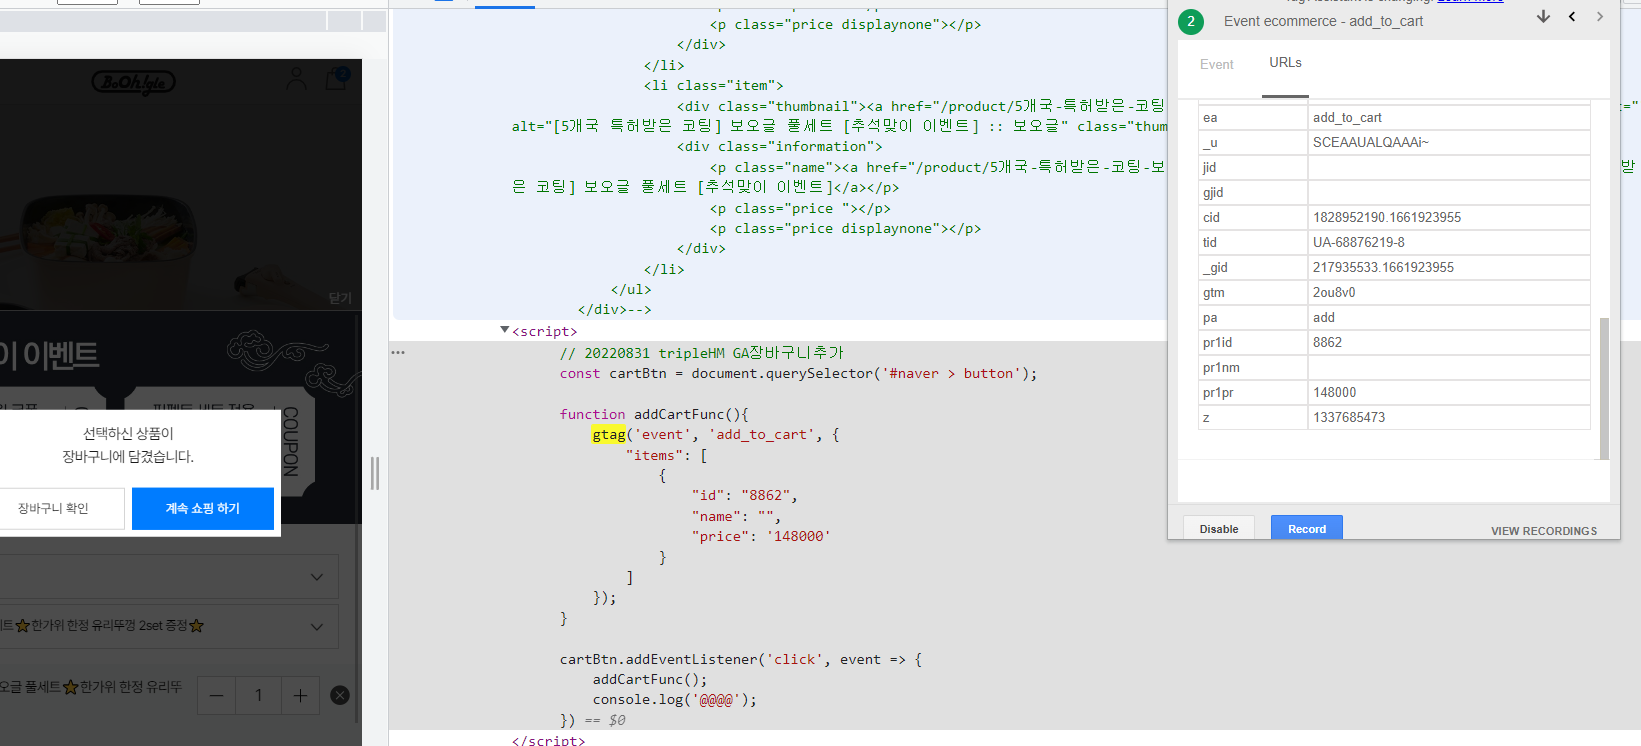 BoOh!gle
2
닫기
이 이벤트
COUPON
선택하신 상품이
장바구니에 담겼습니다.
장바구니 확인
계속 쇼핑 하기
트⭐한가위 한정 유리뚜껑 2set 증정⭐
오글 풀세트⭐한가위 한정 유리뚜
1
<p class="price displaynone"></p>
</div>
</li>
<li class="item">
<div class="thumbnail"><a href="/product/5개국-특허받은-코팅
alt="[5개국 특허받은 코팅] 보오글 풀세트 [추석맞이 이벤트] :: 보오글" class="thum
<div class="information">
<p class="name"><a href="/product/5개국-특허받은-코팅-보
은 코팅] 보오글 풀세트 [추석맞이 이벤트]</a></p>
<p class="price "></p>
<p class="price displaynone"></p>
</div>
</li>
</ul>
</div>-->
<script>
// 20220831 tripleHM GA장바구니추가
const cartBtn = document.querySelector('#naver > button');
function addCartFunc(){
gtag('event', 'add_to_cart', {
"items": [
{
"id": "8862",
"name": "",
"price": '148000'
}
]
});
}
cartBtn.addEventListener('click', event => {
addCartFunc();
console.log('@@@@');
}) == $0
</script>
2 Event ecommerce - add_to_cart
Event URLs
ea add_to_cart
_u SCEAAUALQAAAi~
jid
gjid
cid 1828952190.1661923955
tid UA-68876219-8
_gid 217935533.1661923955
gtm 2ou8v0
pa add
pr1id 8862
pr1nm
pr1pr 148000
z 1337685473
Disable Record VIEW RECORDINGS
=
받